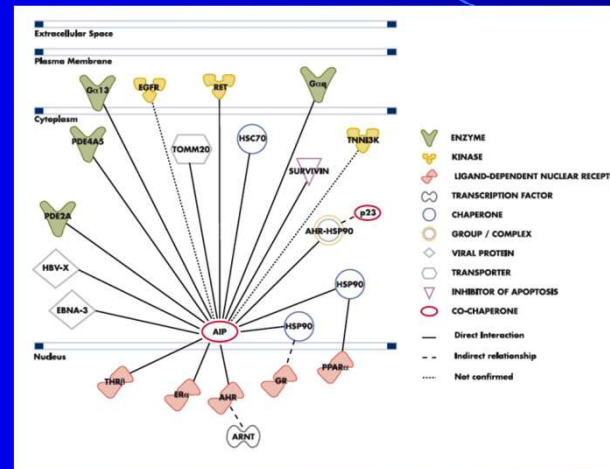 Extracellular Space
Plasma Membrane
Gα13
EGFR
RET
Gαq
Cytoplasm
PDE4A5
TOMM20
HSC70
TNNI3K
SURVIVIN
p23
AHR-HSP90
PDE2A
HBV-X
HSP90
EBNA-3
AIP
HSP90
Nucleus
THRβ
ERα
AHR
GR
PPARα
ARNT
ENZYME
KINASE
LIGAND-DEPENDENT NUCLEAR RECEPT
TRANSCRIPTION FACTOR
CHAPERONE
GROUP / COMPLEX
VIRAL PROTEIN
TRANSPORTER
INHIBITOR OF APOPTOSIS
CO-CHAPERONE
Direct Interaction
Indirect relationship
Not confirmed